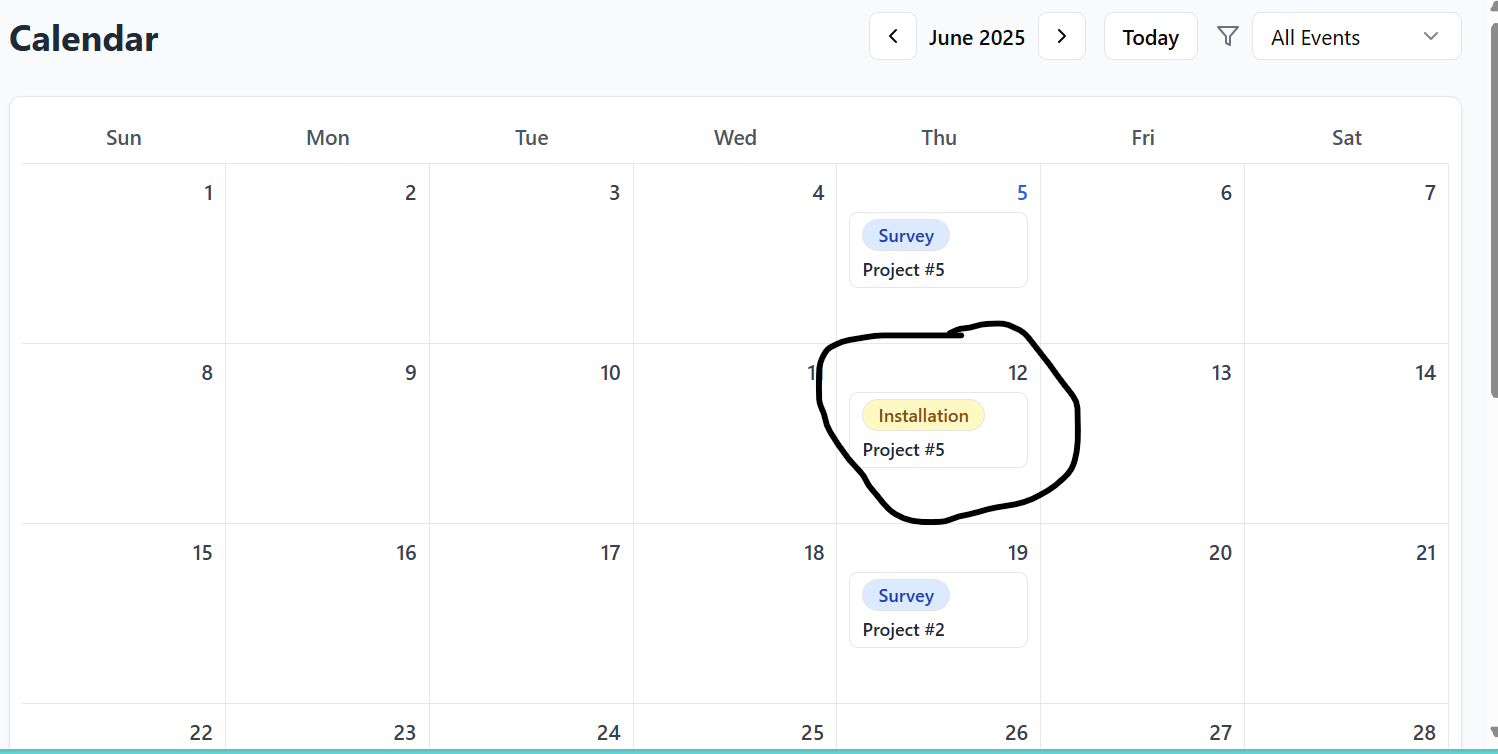 Calendar
June 2025
Today
All Events
Sun Mon Tue Wed Thu Fri Sat
1 2 3 4 5 6 7
Survey
Project #5
8 9 10 11 12 13 14
Installation
Project #5
15 16 17 18 19 20 21
Survey
Project #2
22 23 24 25 26 27 28